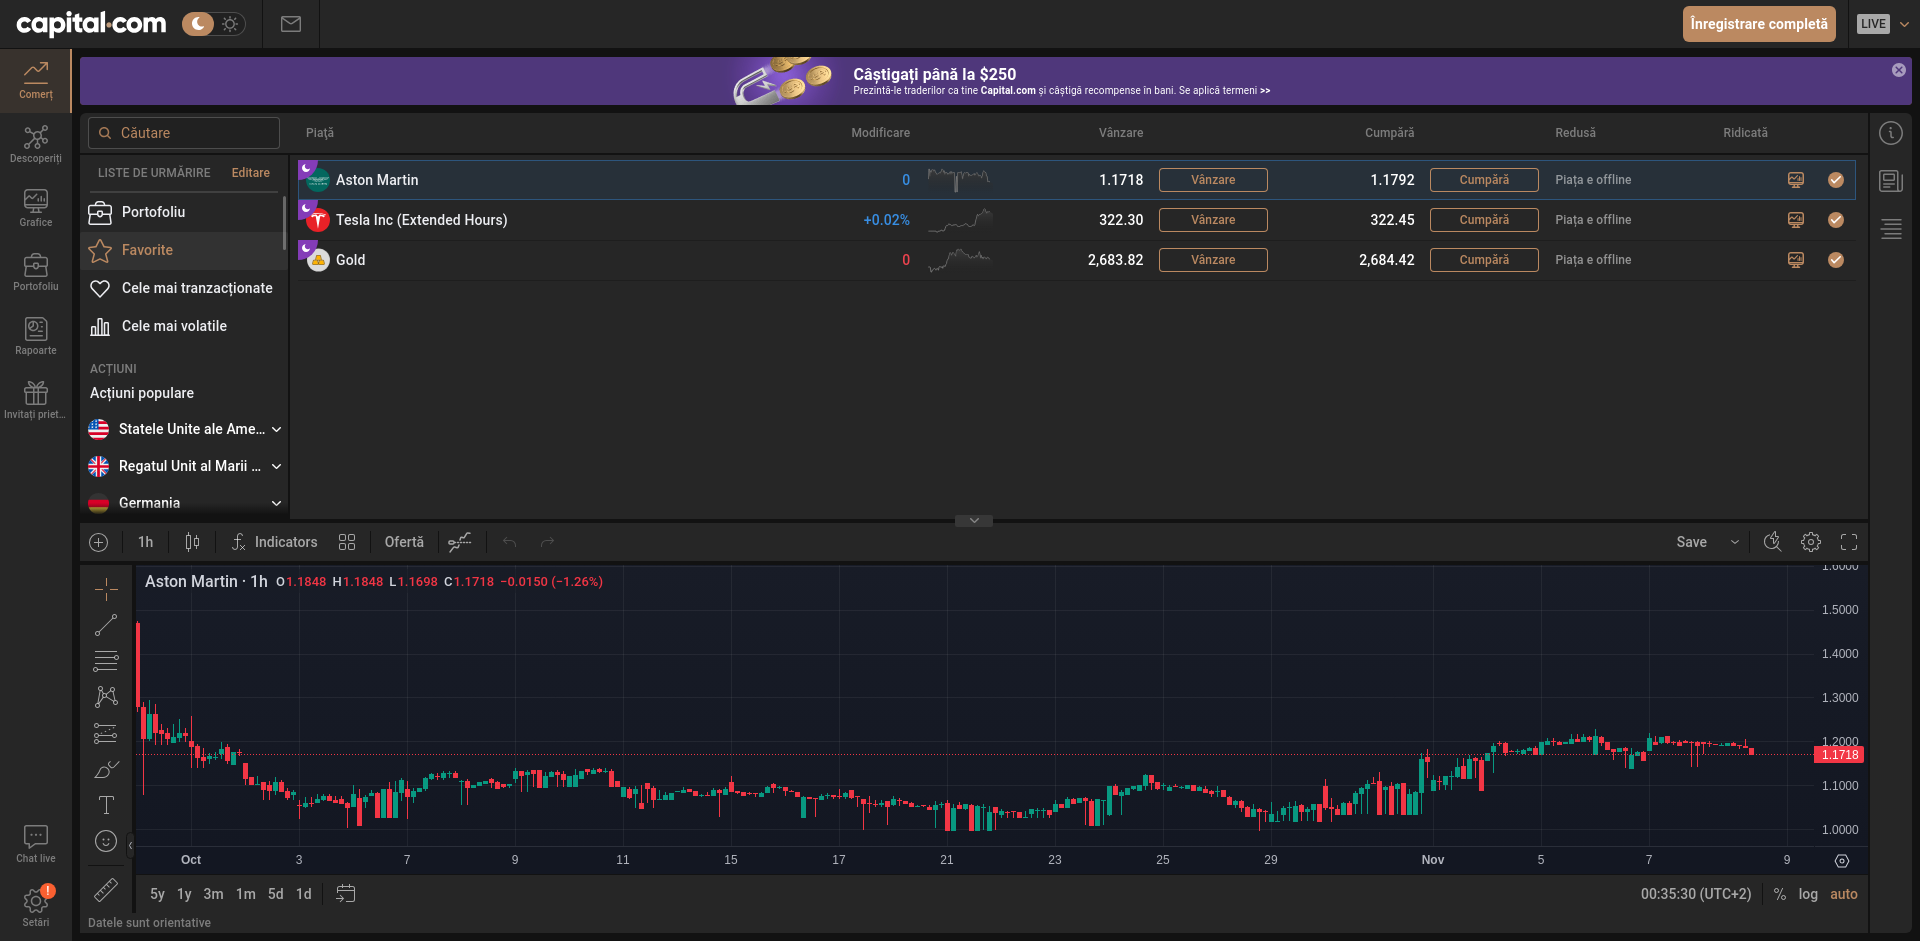 capital.com
Înregistrare completă
LIVE
Comerț
Câștigați până la $250
Prezintă-le traderilor ca tine Capital.com și câștigă recompense în bani. Se aplică termeni >>
Căutare
Piață Modificare Vânzare Cumpără Redusă Ridicată
Descoperiți
LISTE DE URMĂRIRE Editare
Aston Martin 0 1.1718 Vânzare 1.1792 Cumpără Piața e offline
Portofoliu
Tesla Inc (Extended Hours) +0.02% 322.30 Vânzare 322.45 Cumpără Piața e offline
Grafice
Favorite
Gold 0 2,683.82 Vânzare 2,684.42 Cumpără Piața e offline
Portofoliu
Cele mai tranzacționate
Cele mai volatile
Rapoarte
ACȚIUNI
Acțiuni populare
Invitați priet...
Statele Unite ale Ame...
Regatul Unit al Marii ...
Germania
1h Indicators Ofertă Save
Aston Martin · 1h O1.1848 H1.1848 L1.1698 C1.1718 −0.0150 (−1.26%)
1.6000
1.5000
1.4000
1.3000
1.2000
1.1718
1.1000
1.0000
Oct 3 7 9 11 15 17 21 23 25 29 Nov 5 7 9
Chat live
5y 1y 3m 1m 5d 1d 00:35:30 (UTC+2) % log auto
Setări
Datele sunt orientative